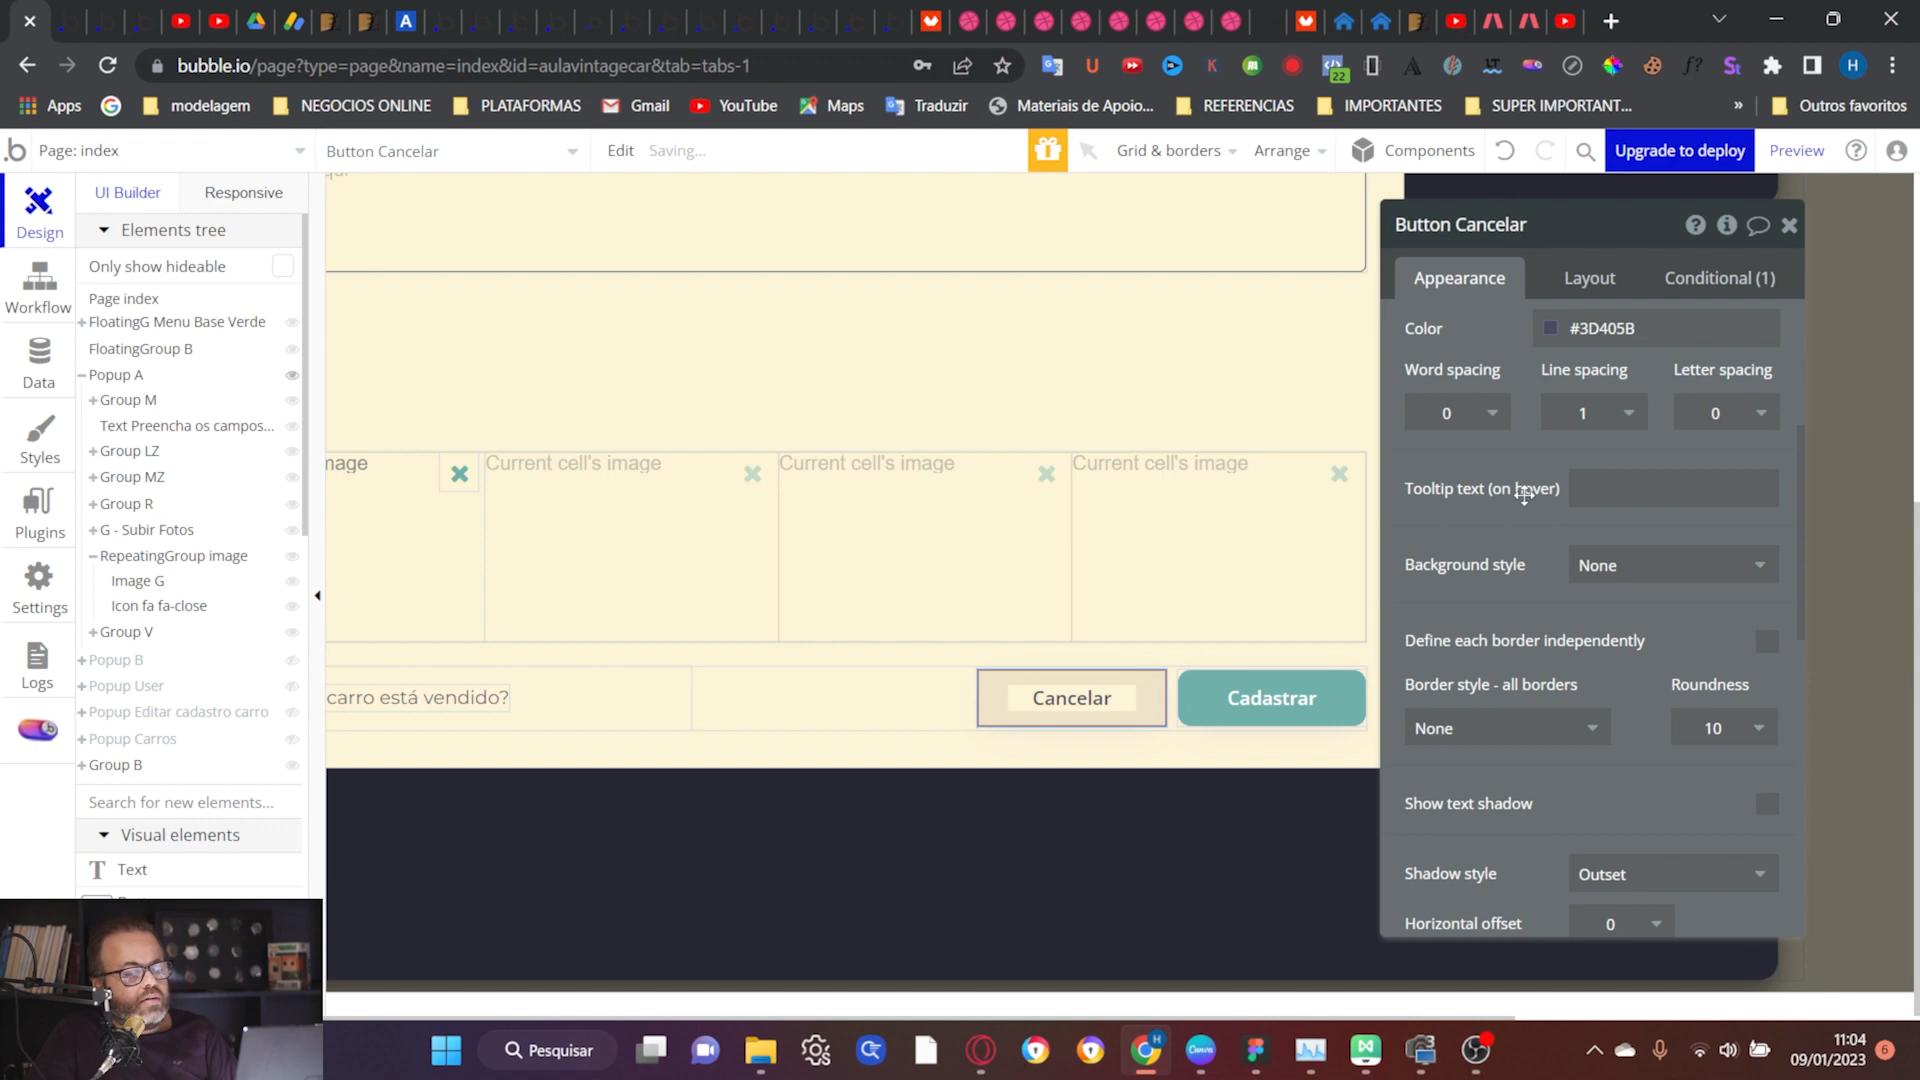 bubble.io/page?type=page&name=index&id=aulavintagecar&tab=tabs-1
22
H
Apps
modelagem
NEGOCIOS ONLINE
PLATAFORMAS
Gmail
YouTube
Maps
Traduzir
Materiais de Apoio...
REFERENCIAS
IMPORTANTES
SUPER IMPORTANT...
»
Outros favoritos
Page: index
Button Cancelar
Edit
Saving...
Grid & borders
Arrange
Components
Upgrade to deploy
Preview
Design
Workflow
Data
Styles
Plugins
Settings
Logs
UI Builder
Responsive
Elements tree
Only show hideable
Page index
FloatingG Menu Base Verde
FloatingGroup B
Popup A
Group M
Text Preencha os campos...
Group LZ
Group MZ
Group R
G - Subir Fotos
RepeatingGroup image
Image G
Icon fa fa-close
Group V
Popup B
Popup User
Popup Editar cadastro carro
Popup Carros
Group B
Search for new elements...
Visual elements
Text
Current cell's image
Current cell's image
Current cell's image
carro está vendido?
Cancelar
Cadastrar
Button Cancelar
Appearance
Layout
Conditional (1)
Color
#3D405B
Word spacing
Line spacing
Letter spacing
0
1
0
Tooltip text (on hover)
Background style
None
Define each border independently
Border style - all borders
Roundness
None
10
Show text shadow
Shadow style
Outset
Horizontal offset
0
Pesquisar
11:04
09/01/2023
6